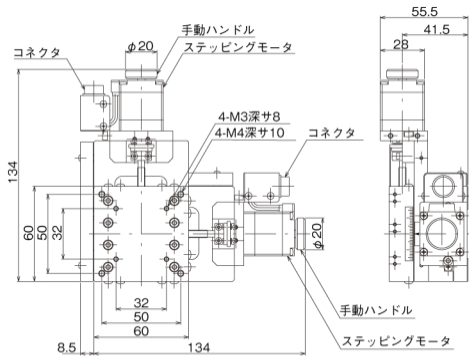 55.5
41.5
28
手動ハンドル
φ20
ステッピングモータ
コネクタ
4-M3深サ8
4-M4深サ10
コネクタ
134
60
50
32
φ20
32
50
60
8.5
134
手動ハンドル
ステッピングモータ